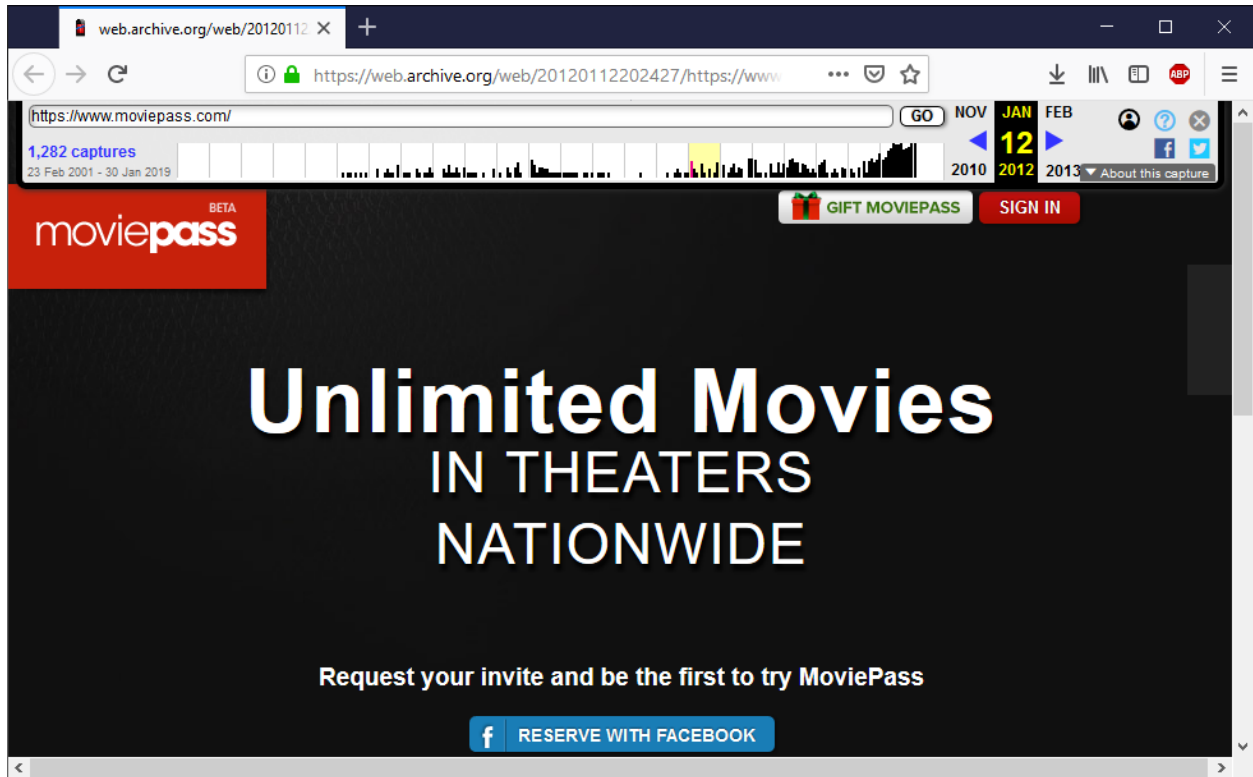 web.archive.org/web/20120112
https://web.archive.org/web/20120112202427/https://www
ABP
https://www.moviepass.com/
GO
NOV JAN FEB
12
2010 2012 2013
1,282 captures
23 Feb 2001 - 30 Jan 2019
About this capture
BETA
moviepass
GIFT MOVIEPASS
SIGN IN
Unlimited Movies
IN THEATERS
NATIONWIDE
Request your invite and be the first to try MoviePass
f RESERVE WITH FACEBOOK